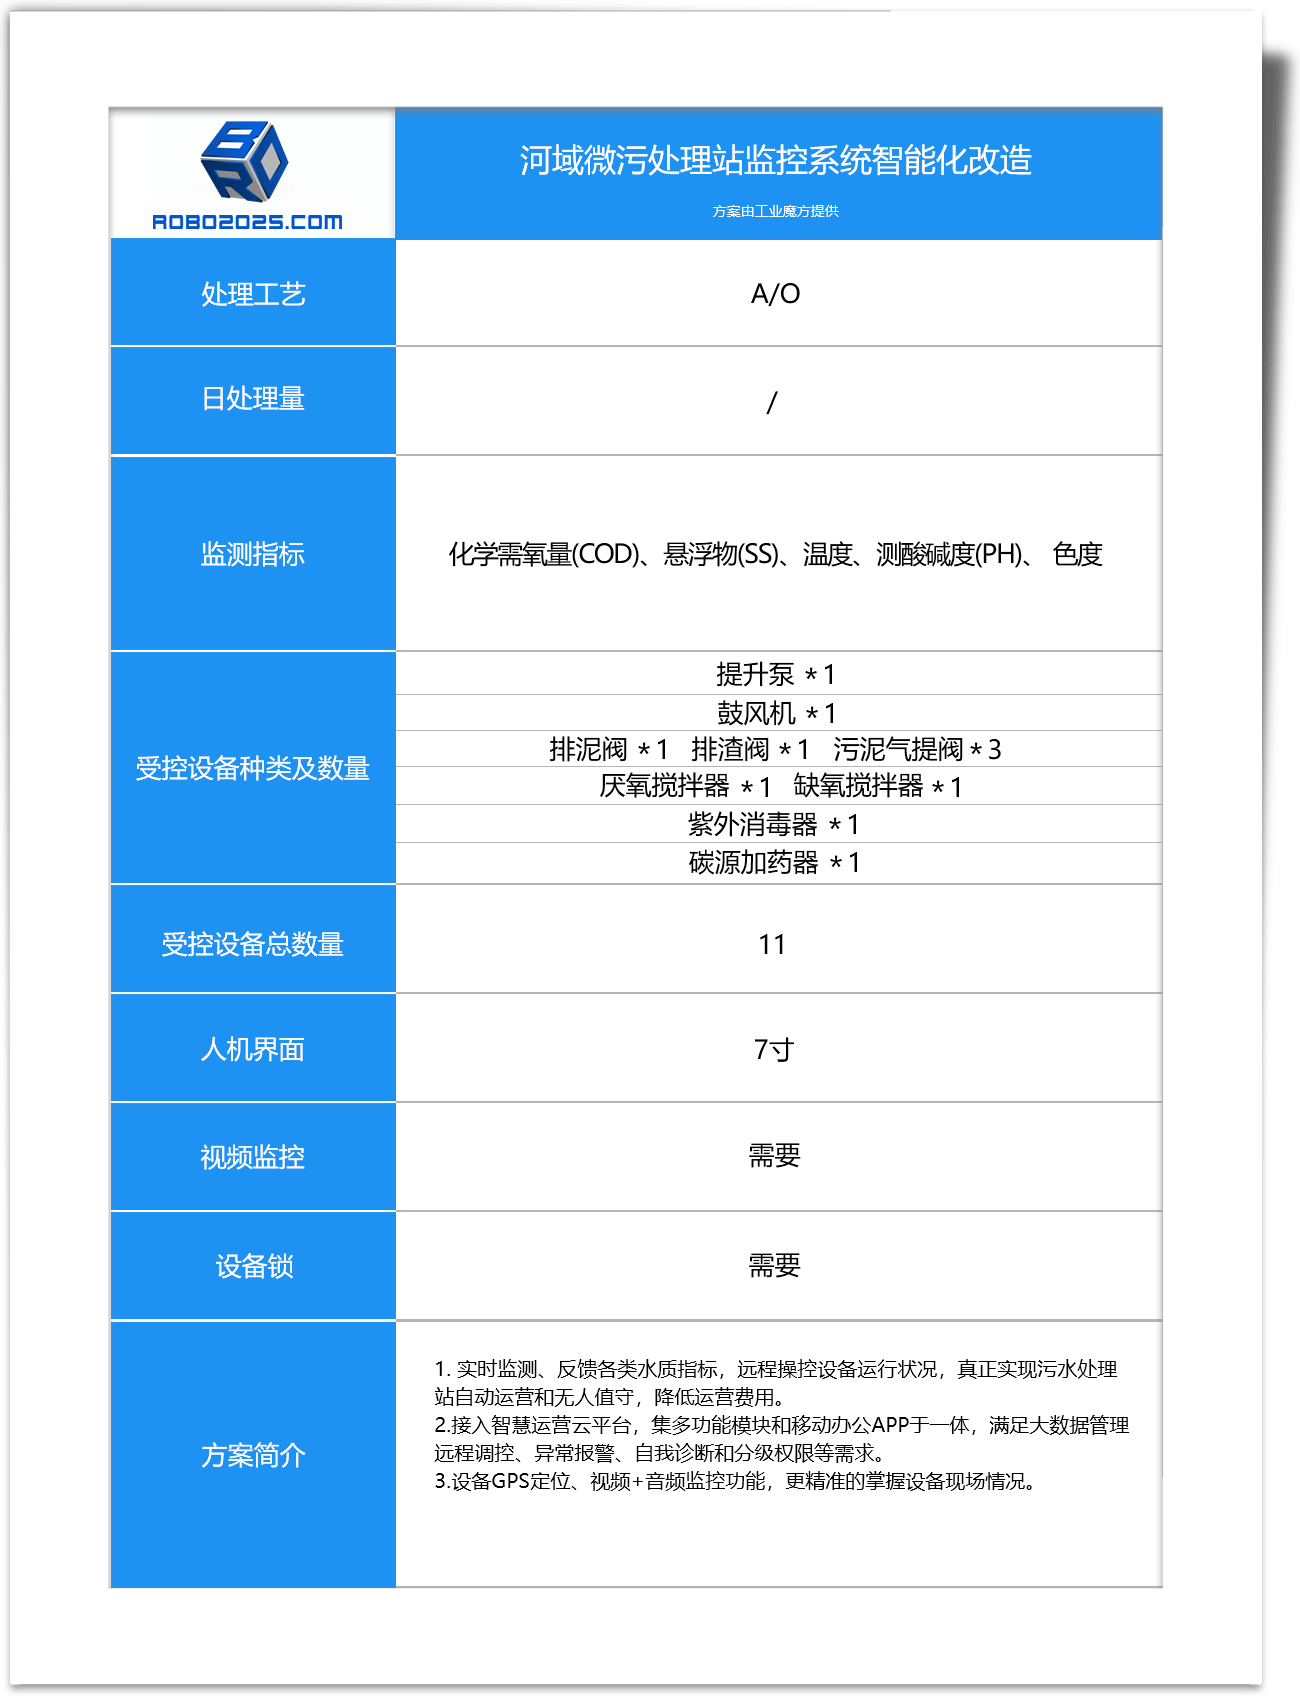 BRO
ROBO2025.COM
河域微污处理站监控系统智能化改造
方案由工业魔方提供
处理工艺
A/O
日处理量
/
监测指标
化学需氧量(COD)、悬浮物(SS)、温度、测酸碱度(PH)、 色度
受控设备种类及数量
提升泵 *1
鼓风机 *1
排泥阀 *1 排渣阀 *1 污泥气提阀*3
厌氧搅拌器 *1 缺氧搅拌器*1
紫外消毒器 *1
碳源加药器 *1
受控设备总数量
11
人机界面
7寸
视频监控
需要
设备锁
需要
方案简介
1. 实时监测、反馈各类水质指标，远程操控设备运行状况，真正实现污水处理
站自动运营和无人值守，降低运营费用。
2.接入智慧运营云平台，集多功能模块和移动办公APP于一体，满足大数据管理
远程调控、异常报警、自我诊断和分级权限等需求。
3.设备GPS定位、视频+音频监控功能，更精准的掌握设备现场情况。